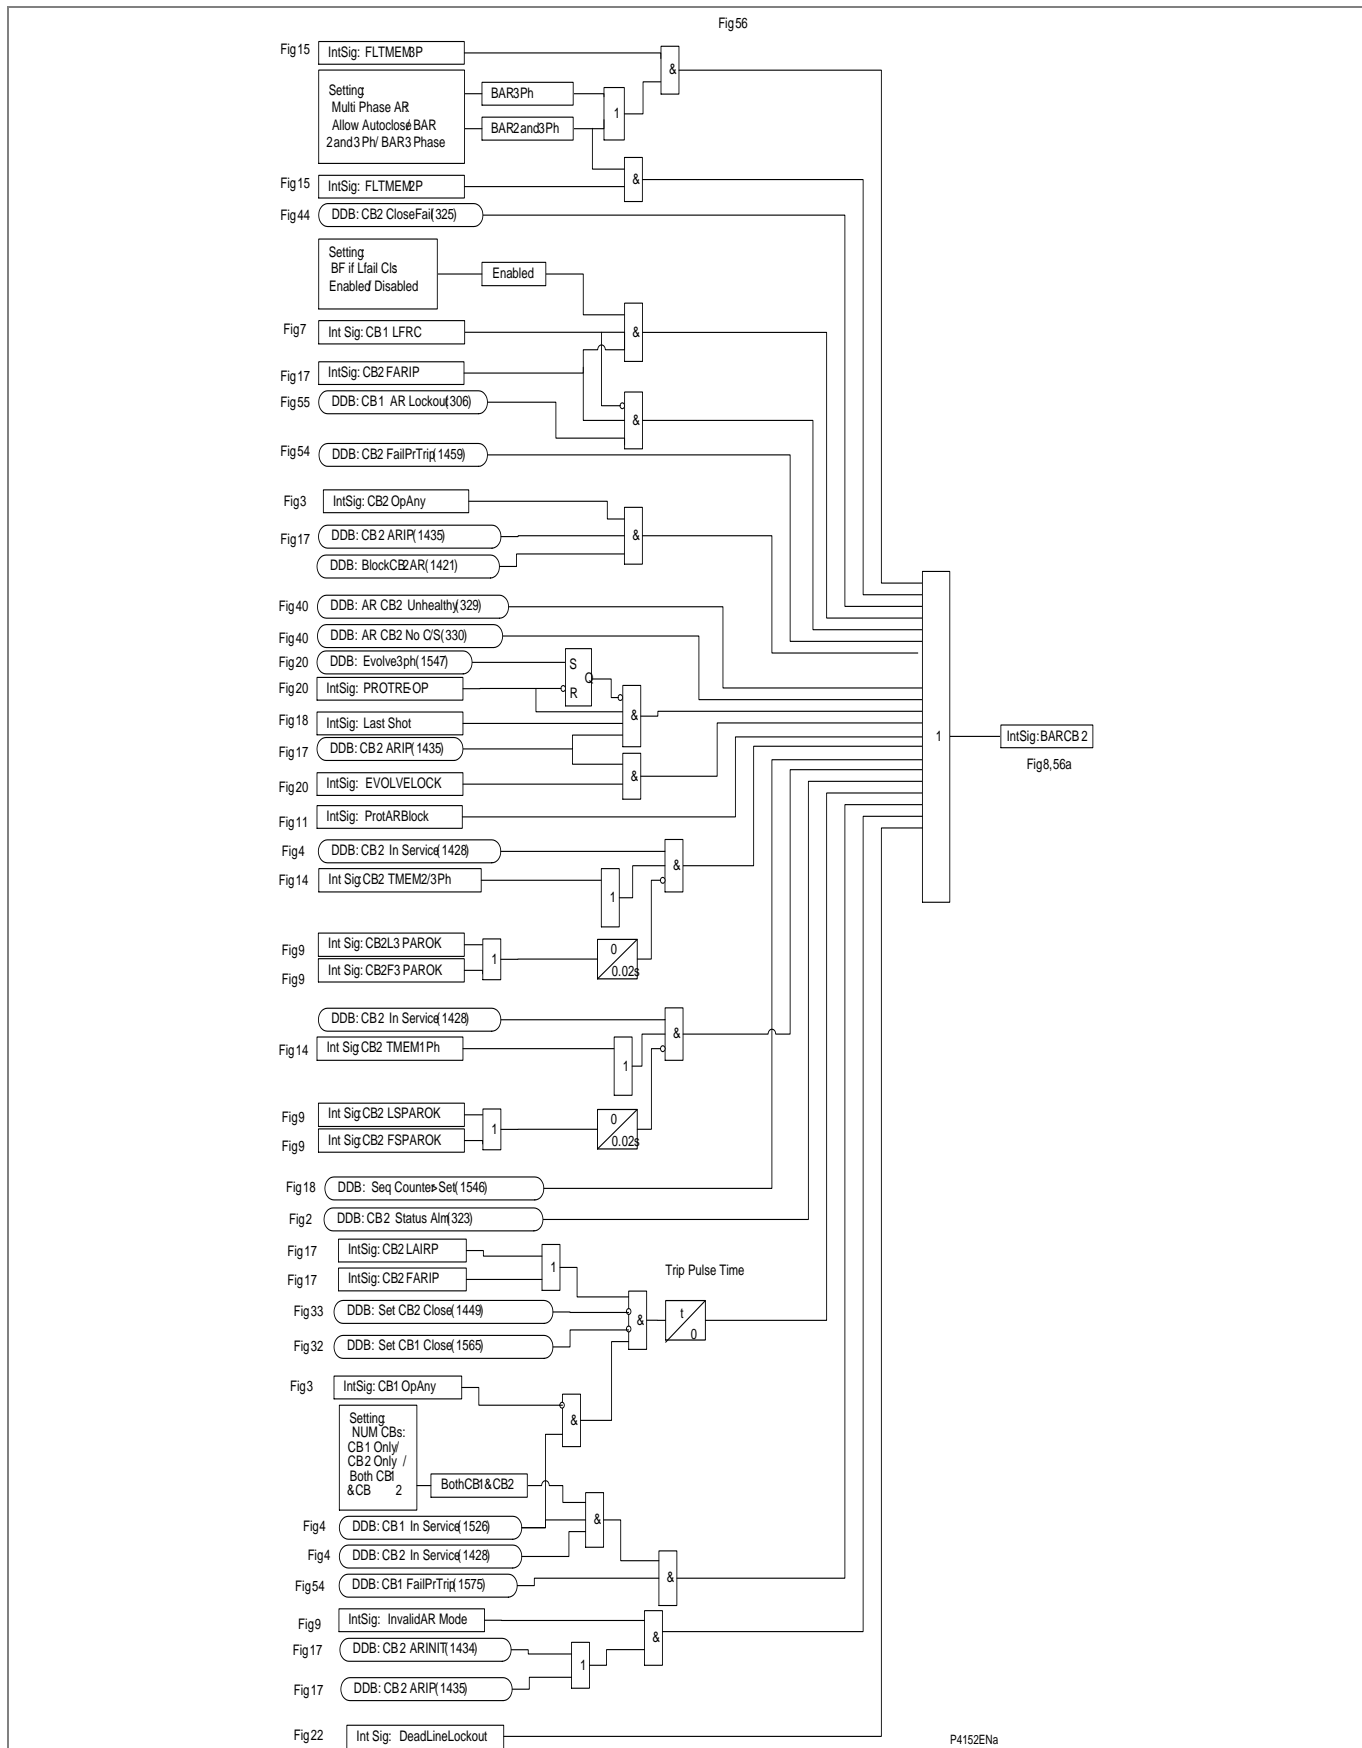 Fig56
Fig15
IntSig: FLTMEM3P
&
Setting:
Multi Phase AR:
Allow Autoclose/ BAR
2and3 Ph/ BAR3 Phase
BAR3Ph
1
BAR2and3Ph
&
Fig15
IntSig: FLTMEM2P
Fig44
DDB: CB2 CloseFail(325)
Setting:
BF if Lfail Cls
Enabled/ Disabled
Enabled
Fig7
Int Sig: CB1 LFRC
&
Fig17
IntSig: CB2 FARIP
Fig55
DDB: CB1 AR Lockout(306)
&
Fig54
DDB: CB2 FailPrTrip(1459)
Fig3
IntSig: CB2 OpAny
Fig17
DDB: CB2 ARIP(1435)
&
DDB: BlockCB2AR(1421)
Fig40
DDB: AR CB2 Unhealthy(329)
Fig40
DDB: AR CB2 No C/S(330)
Fig20
DDB: Evolve3ph(1547)
S
Q
R
Fig20
IntSig: PROTRE-OP
Fig18
IntSig: Last Shot
&
Fig17
DDB: CB2 ARIP(1435)
1
IntSig:BARCB 2
Fig8,56a
&
Fig20
IntSig: EVOLVELOCK
Fig11
IntSig: ProtARBlock
Fig4
DDB: CB2 In Service(1428)
&
Fig14
Int Sig:CB2 TMEM2/3Ph
1
Fig9
Int Sig: CB2L3 PAROK
1
0
0.02s
Fig9
Int Sig: CB2F3 PAROK
DDB: CB2 In Service(1428)
&
Fig14
Int Sig:CB2 TMEM1Ph
1
Fig9
Int Sig:CB2 LSPAROK
1
0
0.02s
Fig9
Int Sig:CB2 FSPAROK
Fig18
DDB: Seq Counter>Set(1546)
Fig2
DDB: CB2 Status Alm(323)
Fig17
IntSig: CB2 LAIRP
1
Trip Pulse Time
Fig17
IntSig: CB2 FARIP
Fig33
DDB: Set CB2 Close(1449)
&
t
0
Fig32
DDB: Set CB1 Close(1565)
Fig3
IntSig: CB1 OpAny
&
Setting:
NUM CBs:
CB1 Only/
CB2 Only /
Both CB1
&CB 2
BothCB1&CB2
&
Fig4
DDB: CB1 In Service(1526)
Fig4
DDB: CB2 In Service(1428)
&
Fig54
DDB: CB1 FailPrTrip(1575)
Fig9
IntSig: InvalidAR Mode
&
Fig17
DDB: CB2 ARINIT(1434)
1
Fig17
DDB: CB2 ARIP(1435)
Fig22
Int Sig: DeadLineLockout
P4152ENa